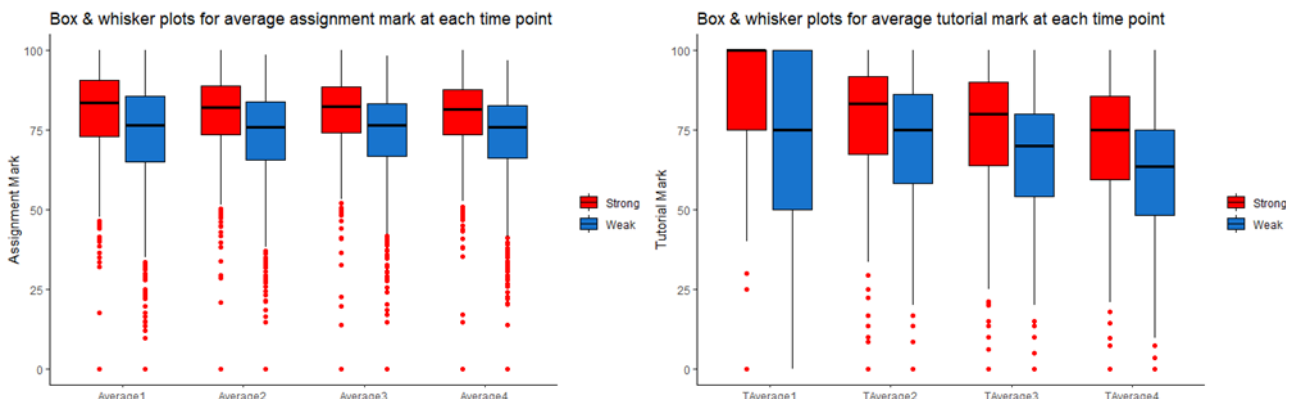 Box & whisker plots for average assignment mark at each time point
100
75
50
25
0
Assignment Mark
Average1 Average2 Average3 Average4
Strong
Weak
Box & whisker plots for average tutorial mark at each time point
100
75
50
25
0
Tutorial Mark
TAverage1 TAverage2 TAverage3 TAverage4
Strong
Weak